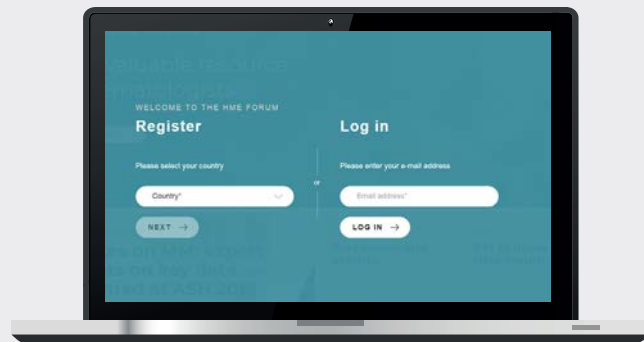 WELCOME TO THE HME FORUM
Register
Please select your country
Country*
NEXT →
or
Log in
Please enter your e-mail address
Email address*
LOG IN →